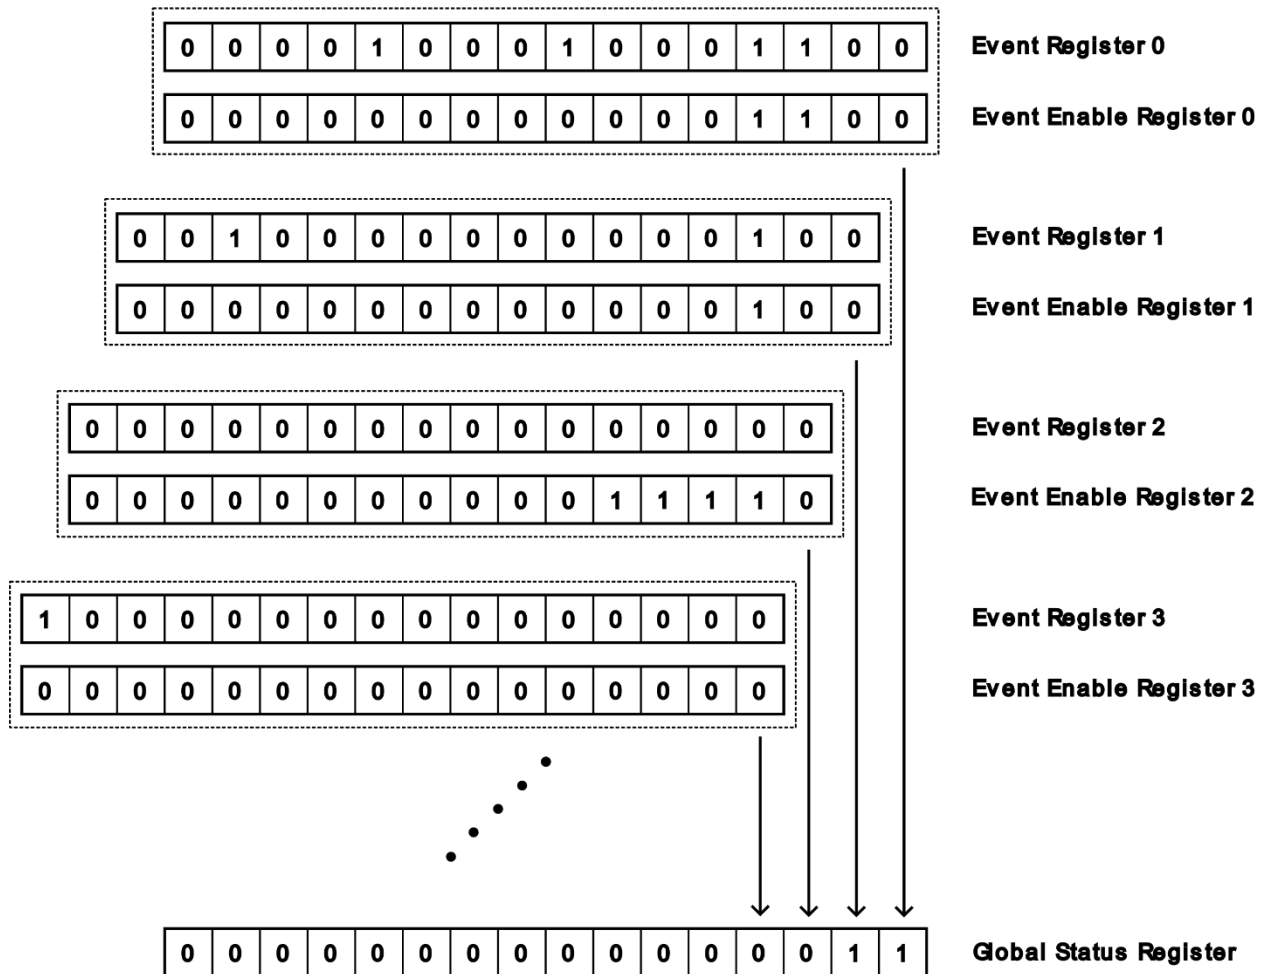 0 0 0 0 1 0 0 0 1 0 0 0 1 1 0 0 Event Register 0
0 0 0 0 0 0 0 0 0 0 0 0 1 1 0 0 Event Enable Register 0
0 0 1 0 0 0 0 0 0 0 0 0 0 1 0 0 Event Register 1
0 0 0 0 0 0 0 0 0 0 0 0 0 1 0 0 Event Enable Register 1
0 0 0 0 0 0 0 0 0 0 0 0 0 0 0 0 Event Register 2
0 0 0 0 0 0 0 0 0 0 0 1 1 1 1 0 Event Enable Register 2
1 0 0 0 0 0 0 0 0 0 0 0 0 0 0 0 Event Register 3
0 0 0 0 0 0 0 0 0 0 0 0 0 0 0 0 Event Enable Register 3
0 0 0 0 0 0 0 0 0 0 0 0 0 0 1 1 Global Status Register